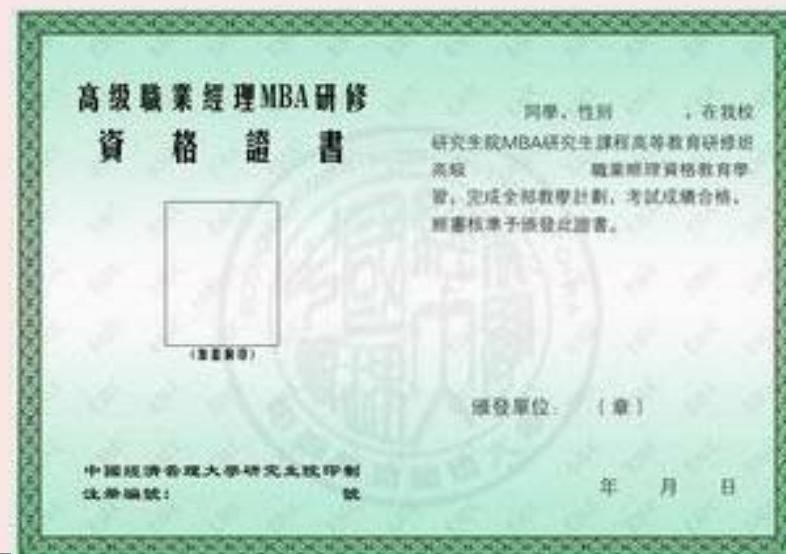 高級職業經理MBA研修
資格證書
同學,性別 ,在我校
研究生院MBA研究生課程高等教育研修班
高級 職業經理資格教育學
習,完成全部教學計劃,考試成績合格,
經審核準予頒發此證書。
頒發單位: (章)
中國經濟管理大學研究生院印制
注册編號: 號
年 月 日